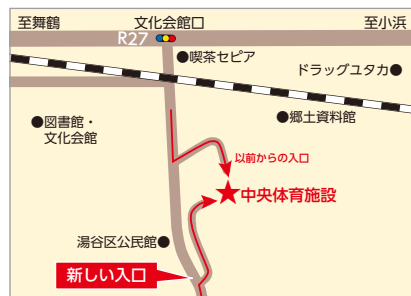 至舞鶴
文化会館口
至小浜
R27
●喫茶セピア
ドラッグユタカ●
●図書館・
文化会館
●郷土資料館
以前からの入口
★中央体育施設
湯谷区公民館●
新しい入口